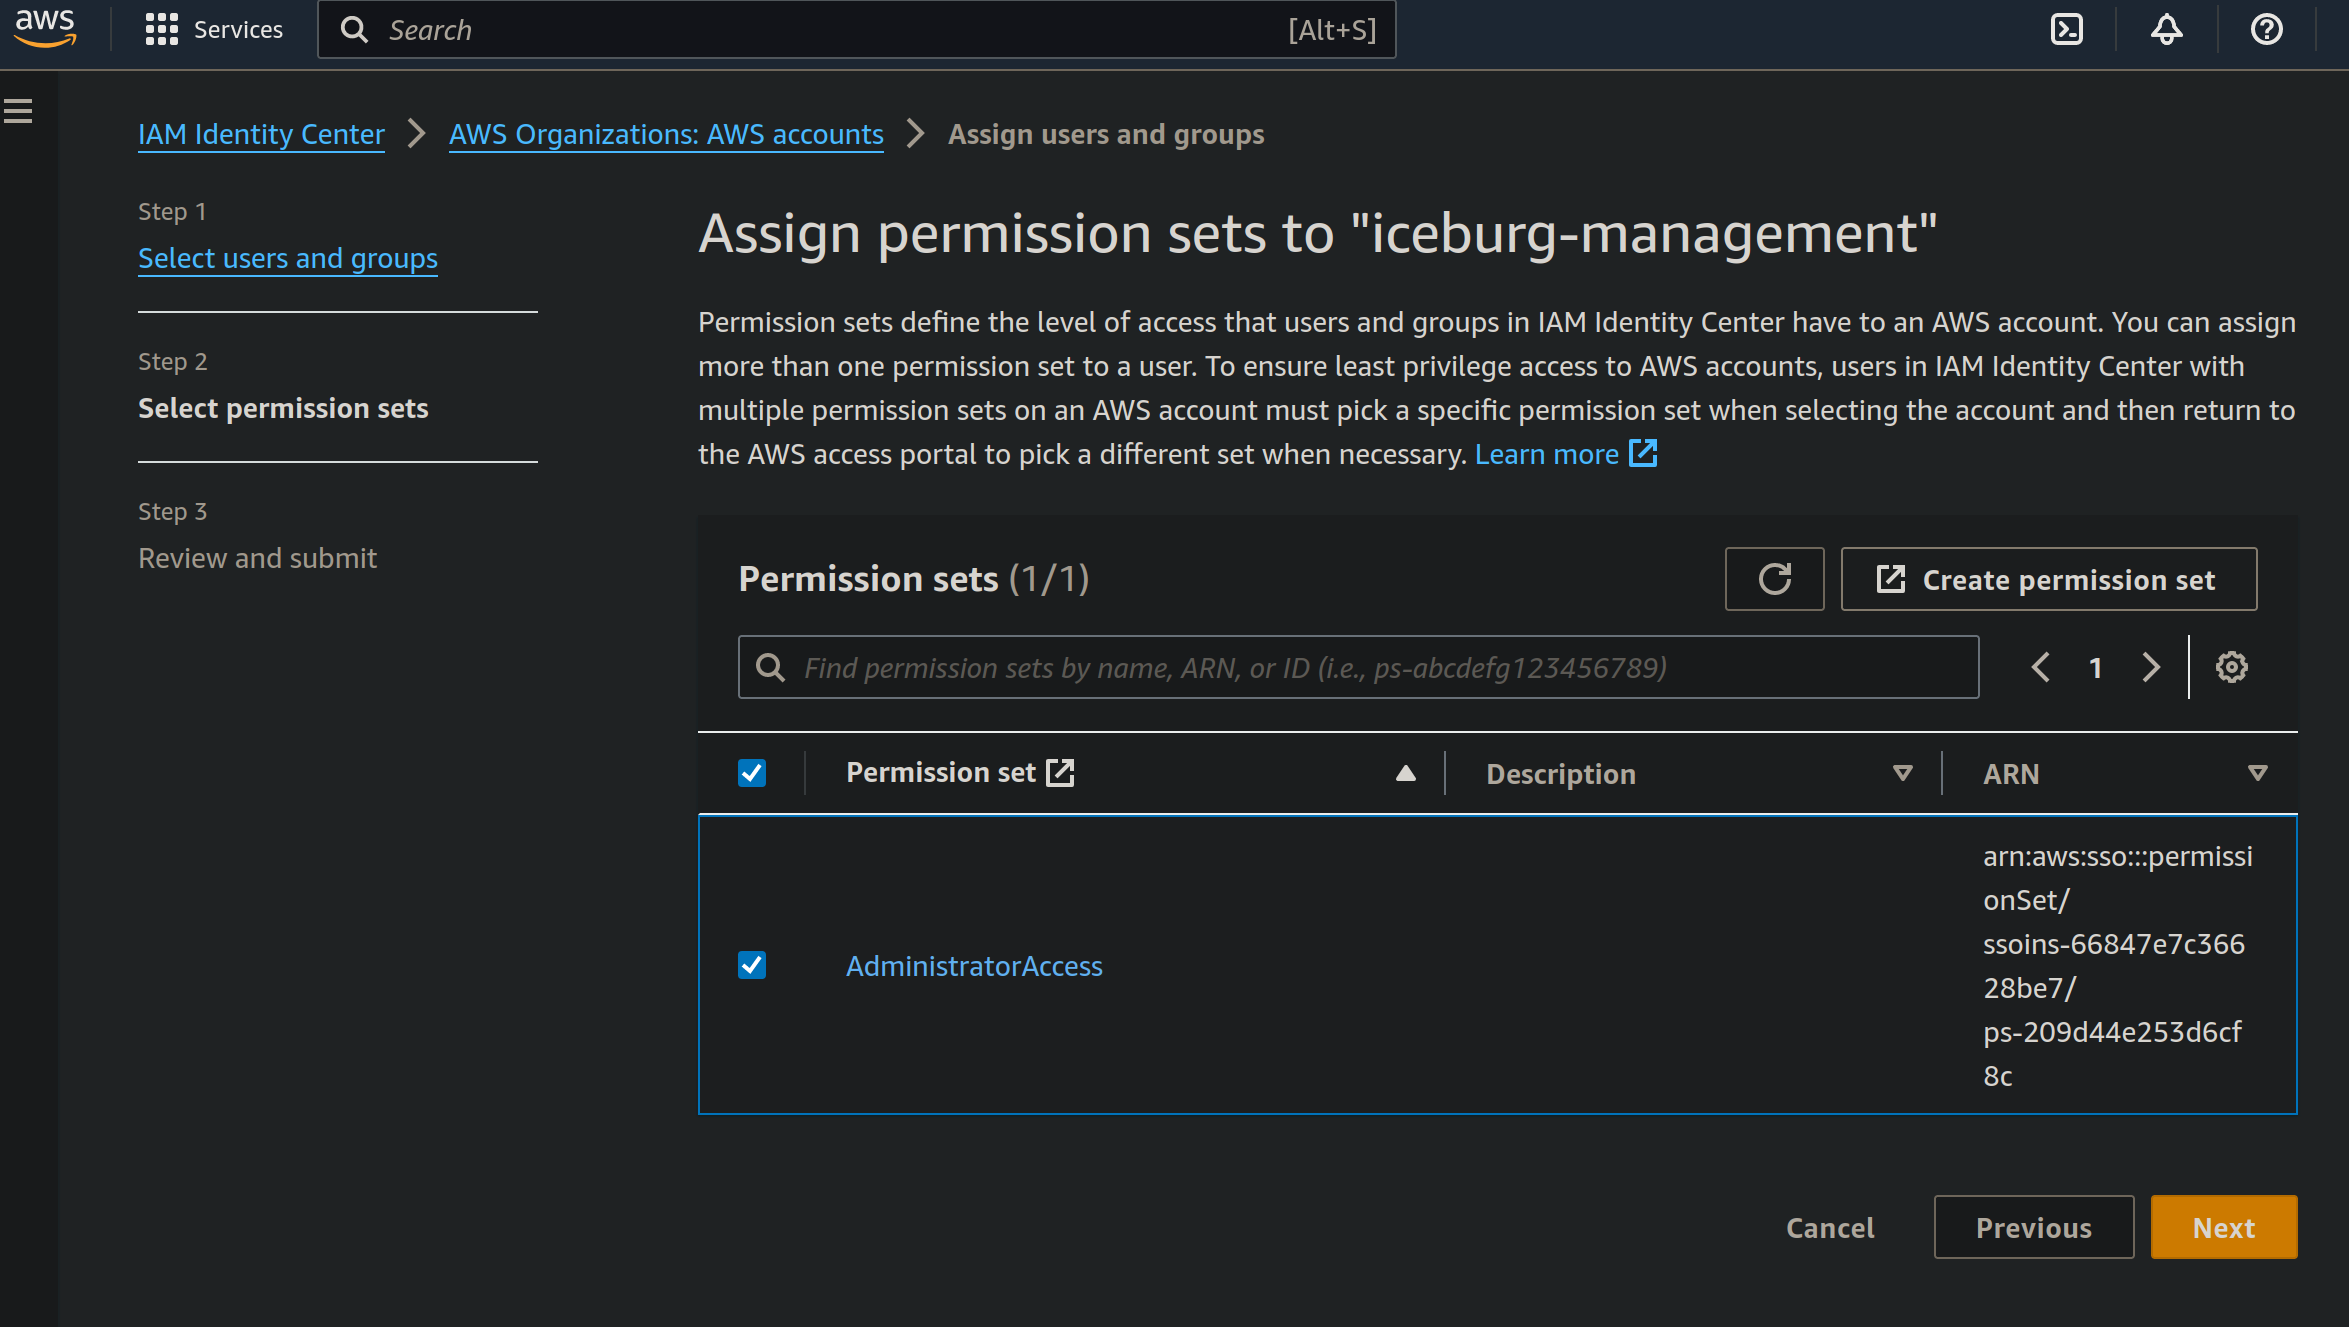 aws
Services
Search
[Alt+S]
IAM Identity Center
AWS Organizations: AWS accounts
Assign users and groups
Step 1
Select users and groups
Step 2
Select permission sets
Step 3
Review and submit
Assign permission sets to "iceburg-management"
Permission sets define the level of access that users and groups in IAM Identity Center have to an AWS account. You can assign
more than one permission set to a user. To ensure least privilege access to AWS accounts, users in IAM Identity Center with
multiple permission sets on an AWS account must pick a specific permission set when selecting the account and then return to
the AWS access portal to pick a different set when necessary. Learn more
Permission sets (1/1)
Create permission set
Find permission sets by name, ARN, or ID (i.e., ps-abcdefg123456789)
1
Permission set
Description
ARN
AdministratorAccess
arn:aws:sso:::permissi
onSet/
ssoins-66847e7c366
28be7/
ps-209d44e253d6cf
8c
Cancel
Previous
Next